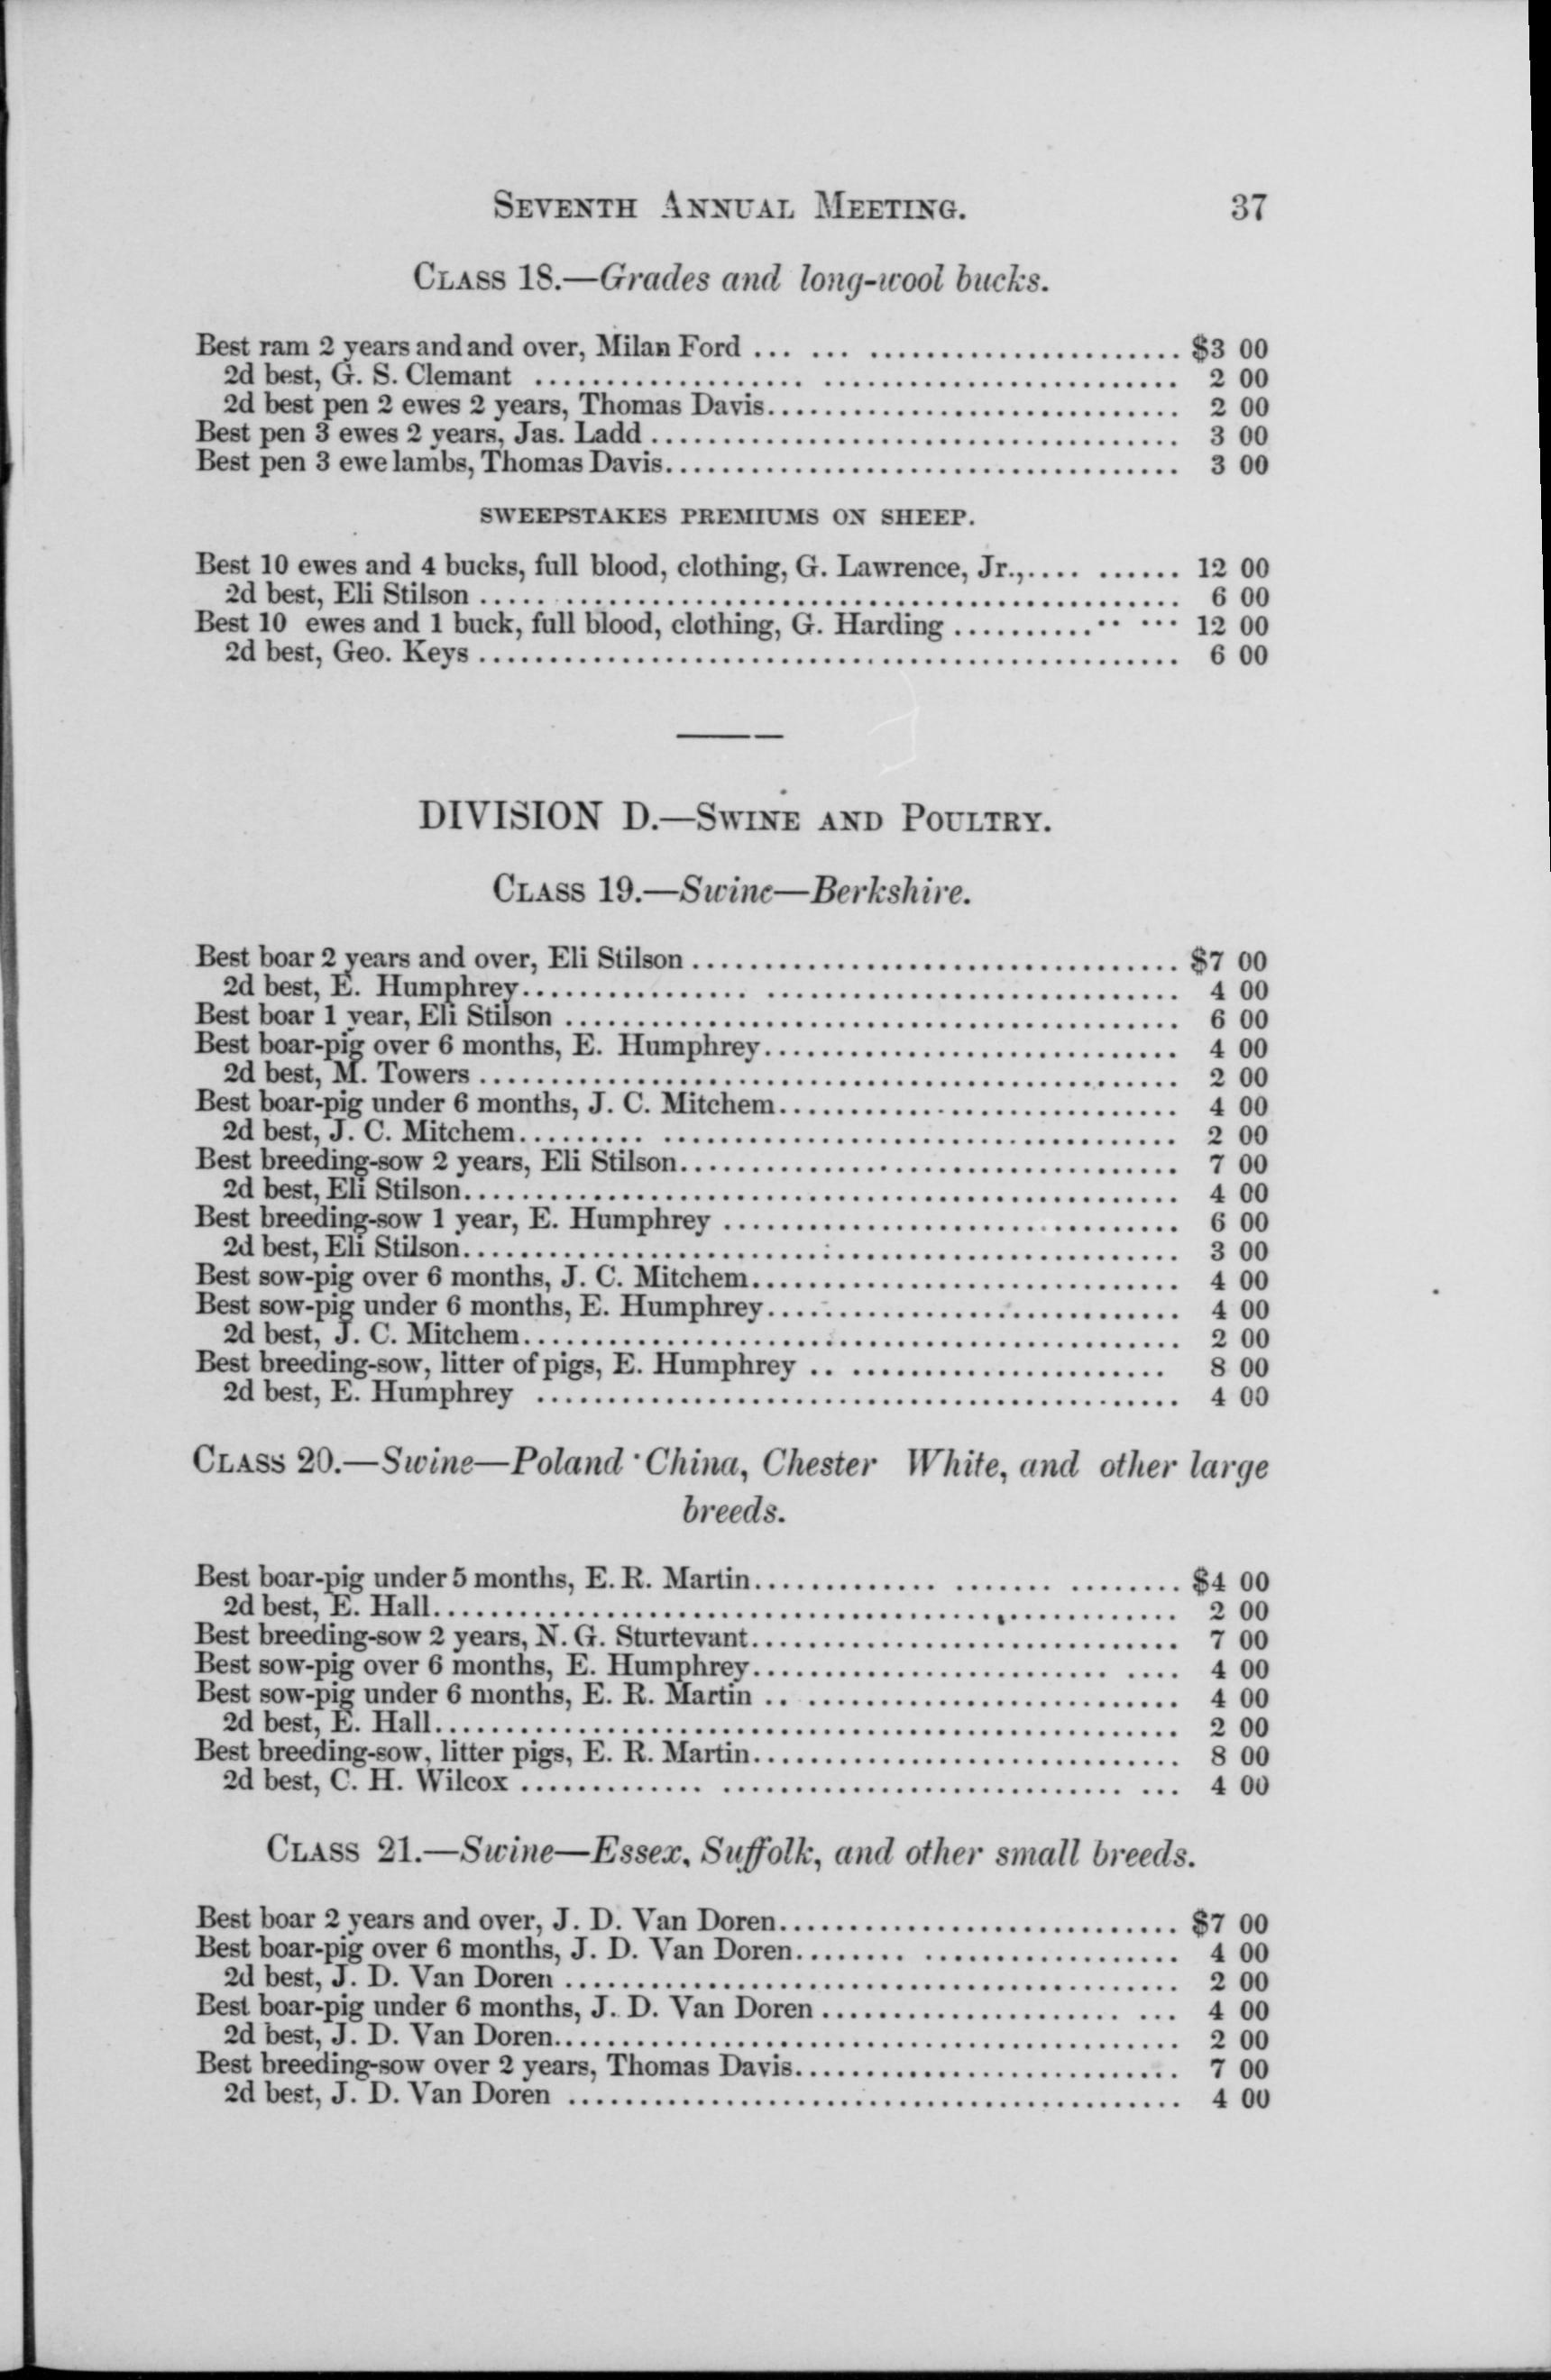 SEVENTH ANNUAL MEETING. 37
CLASS 18.—Grades and long-wool bucks.
Best ram 2 years and and over, Milan Ford ... ... ...................... $3 00
2d best, G. S. Clemant ................... ......................... 2 00
2d best pen 2 ewes 2 years, Thomas Davis............................. 2 00
Best pen 3 ewes 2 years, Jas. Ladd ..................................... 3 00
Best pen 3 ewe lambs, Thomas Davis.................................... 3 00
SWEEPSTAKES PREMIUMS ON SHEEP.
Best 10 ewes and 4 bucks, full blood, clothing, G. Lawrence, Jr.,.... ...... 12 00
2d best, Eli Stilson ................................................. 6 00
Best 10 ewes and 1 buck, full blood, clothing, G. Harding ............ ... 12 00
2d best, Geo. Keys ................................................. 6 00
DIVISION D.—SWINE AND POULTRY.
CLASS 19.—Swine—Berkshire.
Best boar 2 years and over, Eli Stilson .................................. $7 00
2d best, E. Humphrey................ ............................. 4 00
Best boar 1 year, Eli Stilson ........................................... 6 00
Best boar-pig over 6 months, E. Humphrey............................. 4 00
2d best, M. Towers ................................................. 2 00
Best boar-pig under 6 months, J. C. Mitchem............................ 4 00
2d best, J. C. Mitchem......... .................................... 2 00
Best breeding-sow 2 years, Eli Stilson................................... 7 00
2d best, Eli Stilson.................................................. 4 00
Best breeding-sow 1 year, E. Humphrey ................................ 6 00
2d best, Eli Stilson.................................................. 3 00
Best sow-pig over 6 months, J. C. Mitchem.............................. 4 00
Best sow-pig under 6 months, E. Humphrey............................. 4 00
2d best, J. C. Mitchem.............................................. 2 00
Best breeding-sow, litter of pigs, E. Humphrey .. ...................... 8 00
2d best, E. Humphrey ............................................. 4 00
CLASS 20.—Swine—Poland China, Chester White, and other large
breeds.
Best boar-pig under 5 months, E. R. Martin............. ....... ........ $4 00
2d best, E. Hall.................................................... 2 00
Best breeding-sow 2 years, N. G. Sturtevant.............................. 7 00
Best sow-pig over 6 months, E. Humphrey......................... .... 4 00
Best sow-pig under 6 months, E. R. Martin .. .......................... 4 00
2d best, E. Hall.................................................... 2 00
Best breeding-sow, litter pigs, E. R. Martin.............................. 8 00
2d best, C. H. Wilcox ............. ............................ ... 4 00
CLASS 21.—Swine—Essex, Suffolk, and other small breeds.
Best boar 2 years and over, J. D. Van Doren............................ $7 00
Best boar-pig over 6 months, J. D. Van Doren........ .................. 4 00
2d best, J. D. Van Doren ........................................... 2 00
Best boar-pig under 6 months, J. D. Van Doren ..................... ... 4 00
2d best, J. D. Van Doren............................................ 2 00
Best breeding-sow over 2 years, Thomas Davis........................... 7 00
2d best, J. D. Van Doren ........................................... 4 00